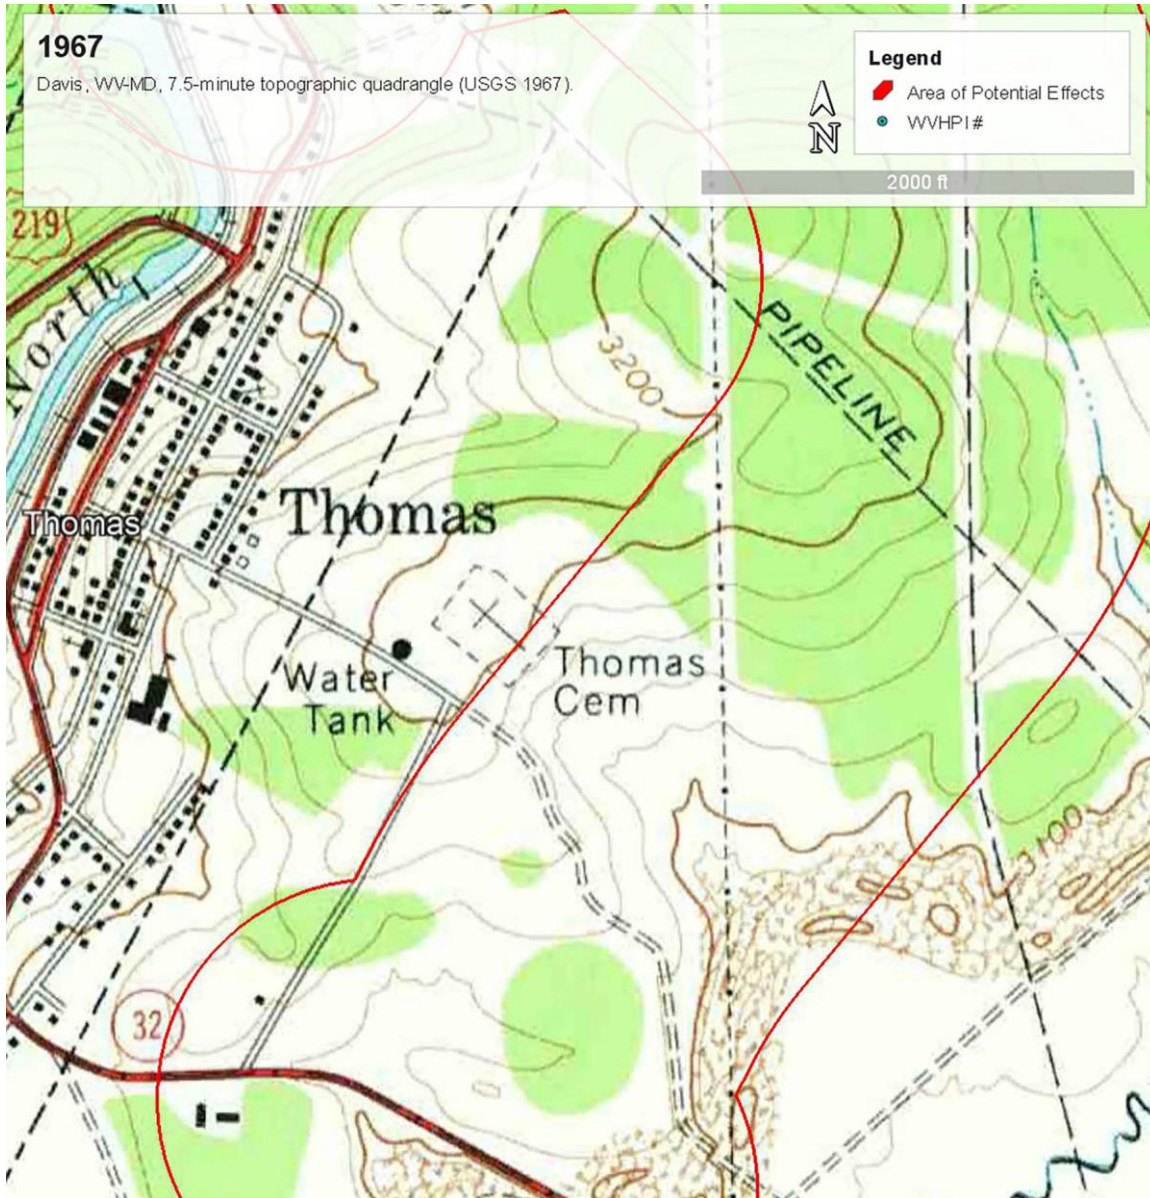 1967
Davis, WV-MD, 7.5-minute topographic quadrangle (USGS 1967).
Legend
Area of Potential Effects
WVHPI #
N
2000 ft
219
North
PIPELINE
3200
Thomas
Thomas
Water
Tank
Thomas
Cem
3100
32